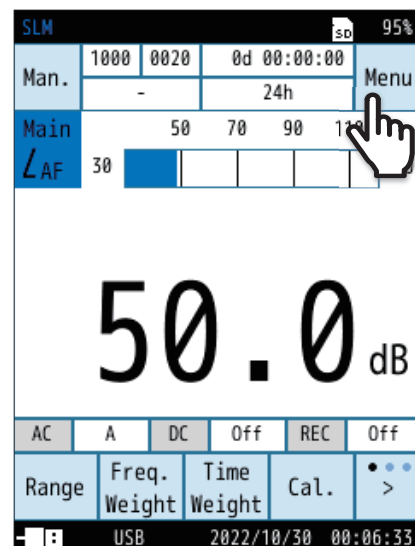 SLM SD 95%
Man. 1000 0020 0d 00:00:00 Menu
- 24h
Main 50 70 90
LAF 30
50.0 dB
AC A DC Off REC Off
Range Freq. Weight Time Weight Cal. >
USB 2022/10/30 00:06:33